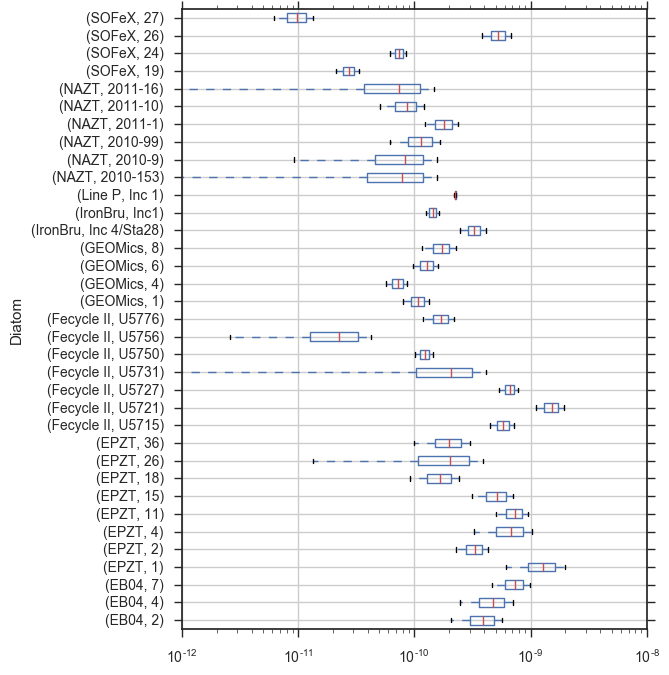 (SOFeX, 27)
(SOFeX, 26)
(SOFeX, 24)
(SOFeX, 19)
(NAZT, 2011-16)
(NAZT, 2011-10)
(NAZT, 2011-1)
(NAZT, 2010-99)
(NAZT, 2010-9)
(NAZT, 2010-153)
(Line P, Inc 1)
(IronBru, Inc1)
(IronBru, Inc 4/Sta28)
(GEOMics, 8)
(GEOMics, 6)
(GEOMics, 4)
(GEOMics, 1)
(Fecycle II, U5776)
(Fecycle II, U5756)
(Fecycle II, U5750)
(Fecycle II, U5731)
(Fecycle II, U5727)
(Fecycle II, U5721)
(Fecycle II, U5715)
(EPZT, 36)
(EPZT, 26)
(EPZT, 18)
(EPZT, 15)
(EPZT, 11)
(EPZT, 4)
(EPZT, 2)
(EPZT, 1)
(EB04, 7)
(EB04, 4)
(EB04, 2)
Diatom
10⁻¹² 10⁻¹¹ 10⁻¹⁰ 10⁻⁹ 10⁻⁸